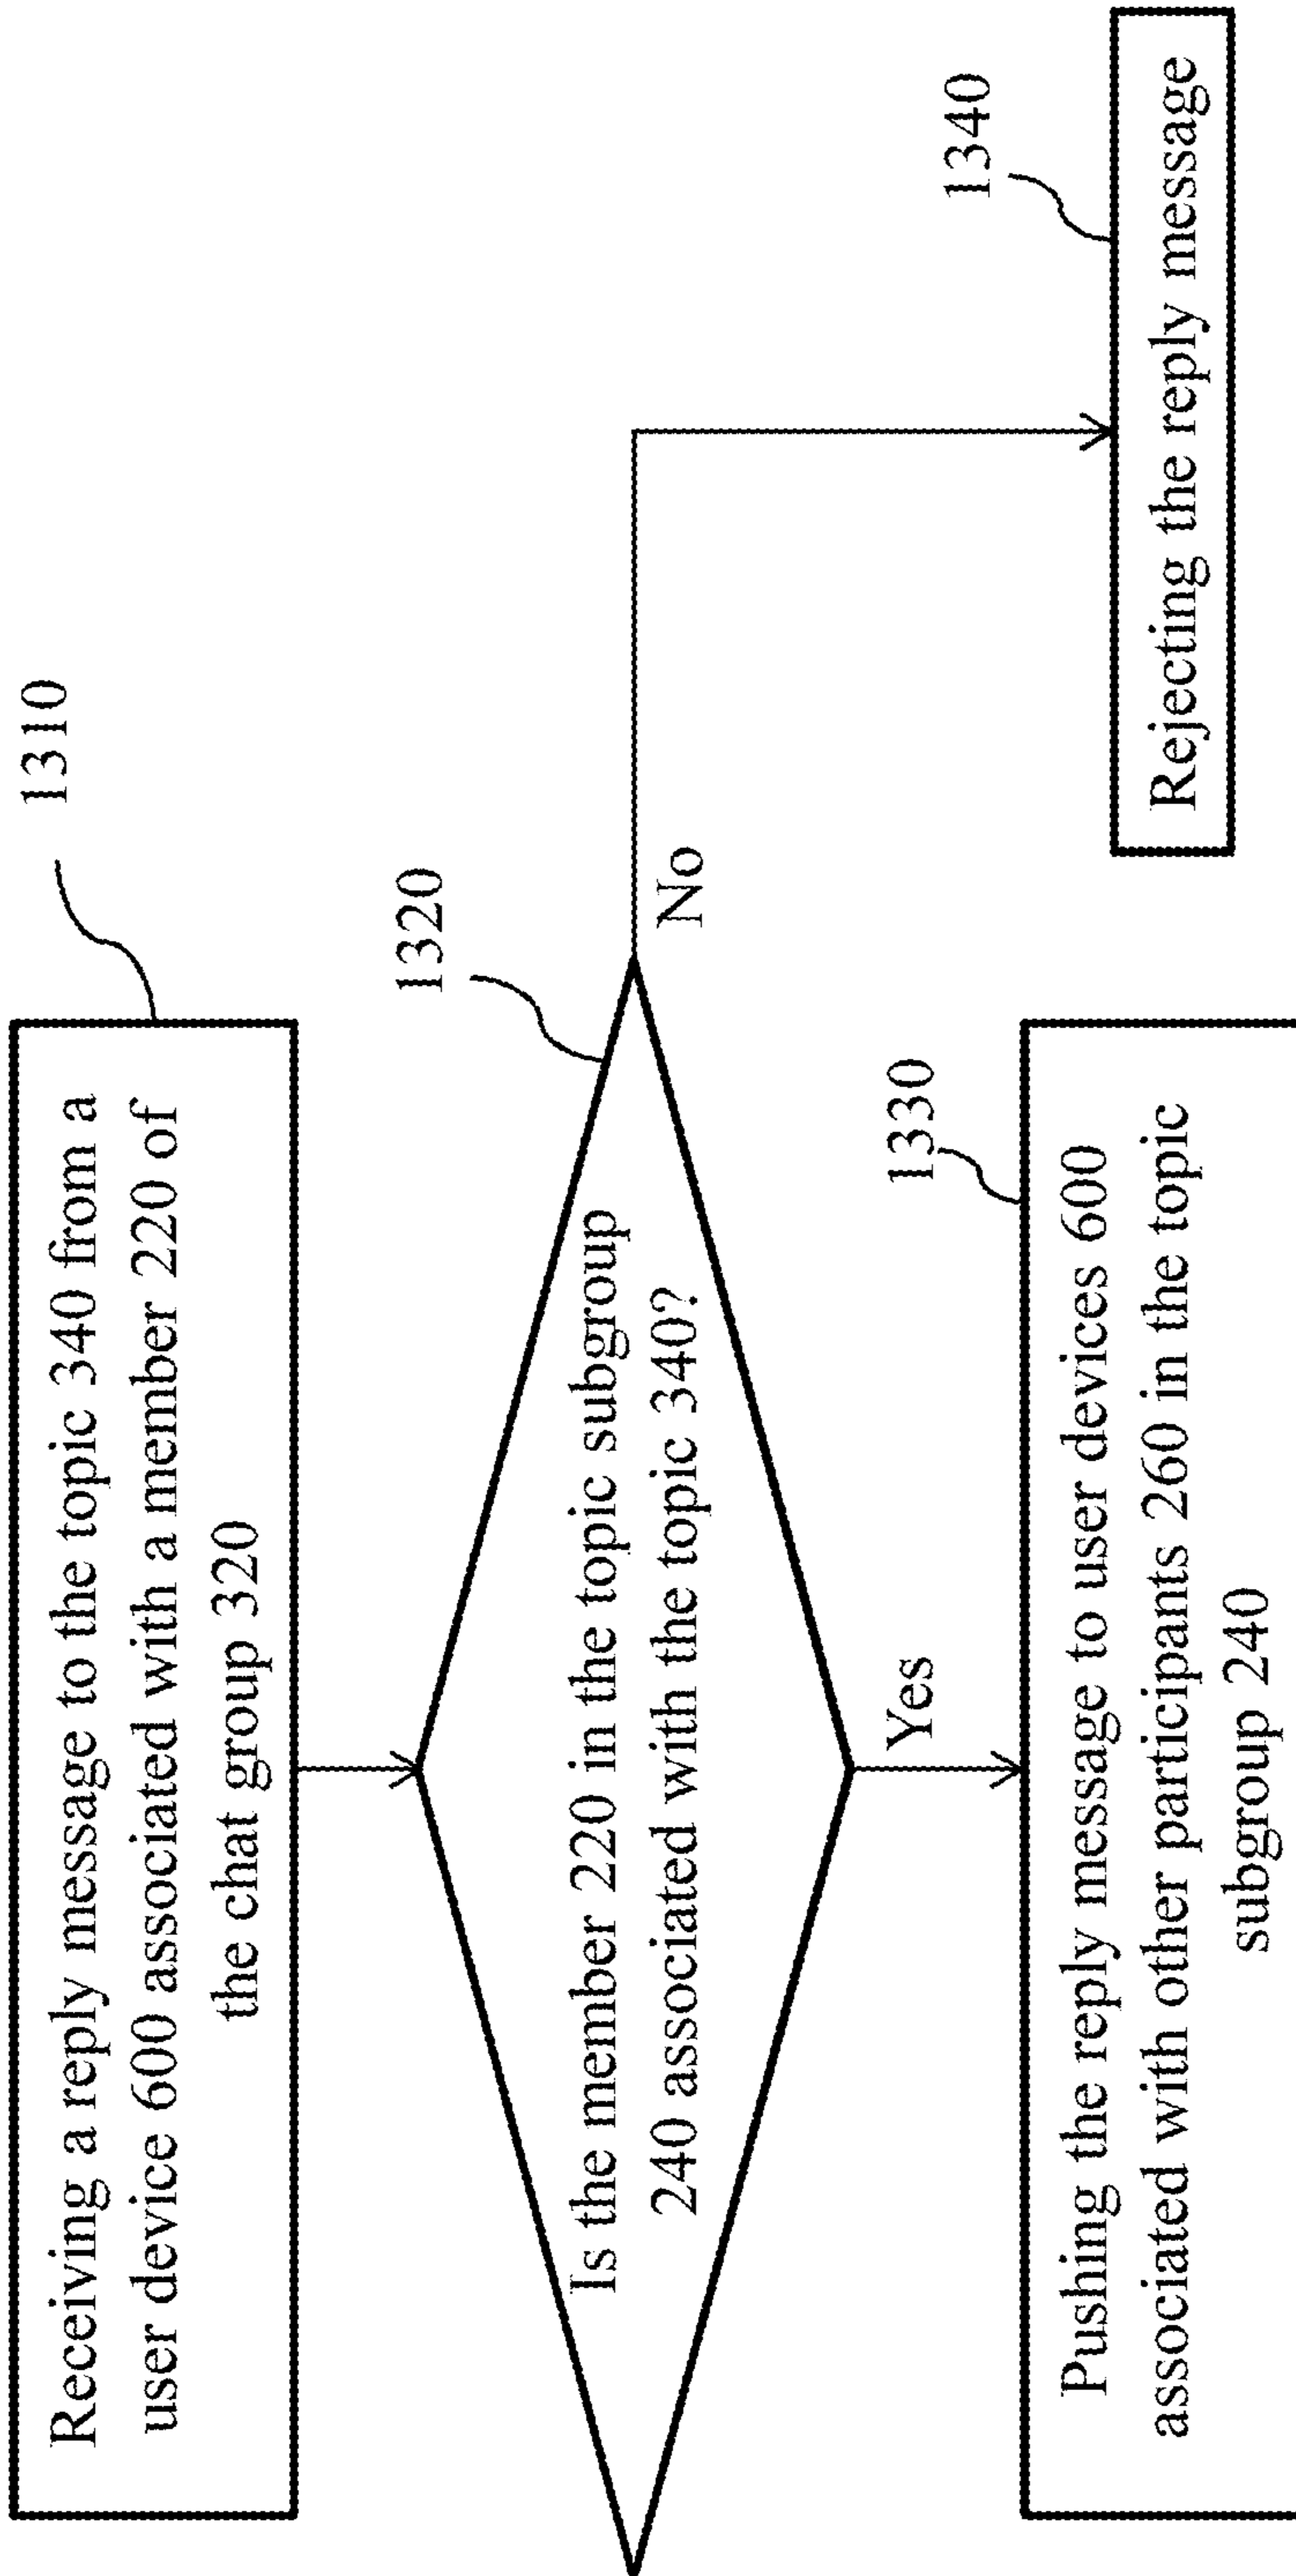 1310
Receiving a reply message to the topic 340 from a
user device 600 associated with a member 220 of
the chat group 320
1320
Is the member 220 in the topic subgroup
240 associated with the topic 340?
No
Yes
1330
Pushing the reply message to user devices 600
associated with other participants 260 in the topic
subgroup 240
1340
Rejecting the reply message